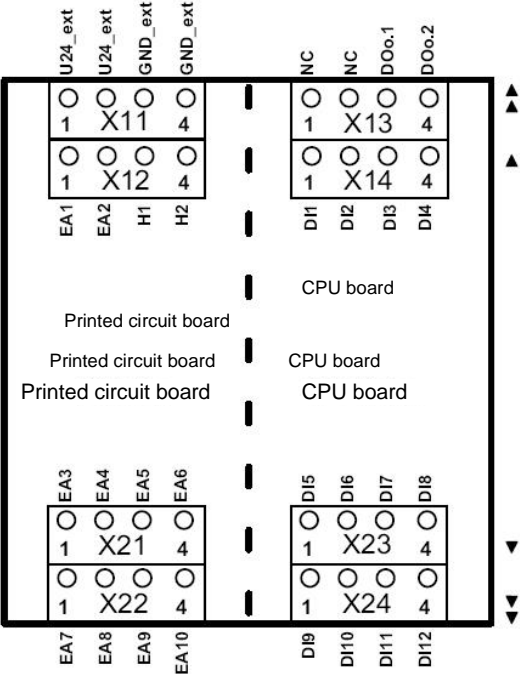 U24_ext U24_ext GND_ext GND_ext NC NC DOo.1 DOo.2
1 X11 4 1 X13 4
1 X12 4 1 X14 4
EA1 EA2 H1 H2 DI1 DI2 DI3 DI4
CPU board
Printed circuit board
Printed circuit board CPU board
Printed circuit board CPU board
EA3 EA4 EA5 EA6 DI5 DI6 DI7 DI8
1 X21 4 1 X23 4
1 X22 4 1 X24 4
EA7 EA8 EA9 EA10 DI9 DI10 DI11 DI12